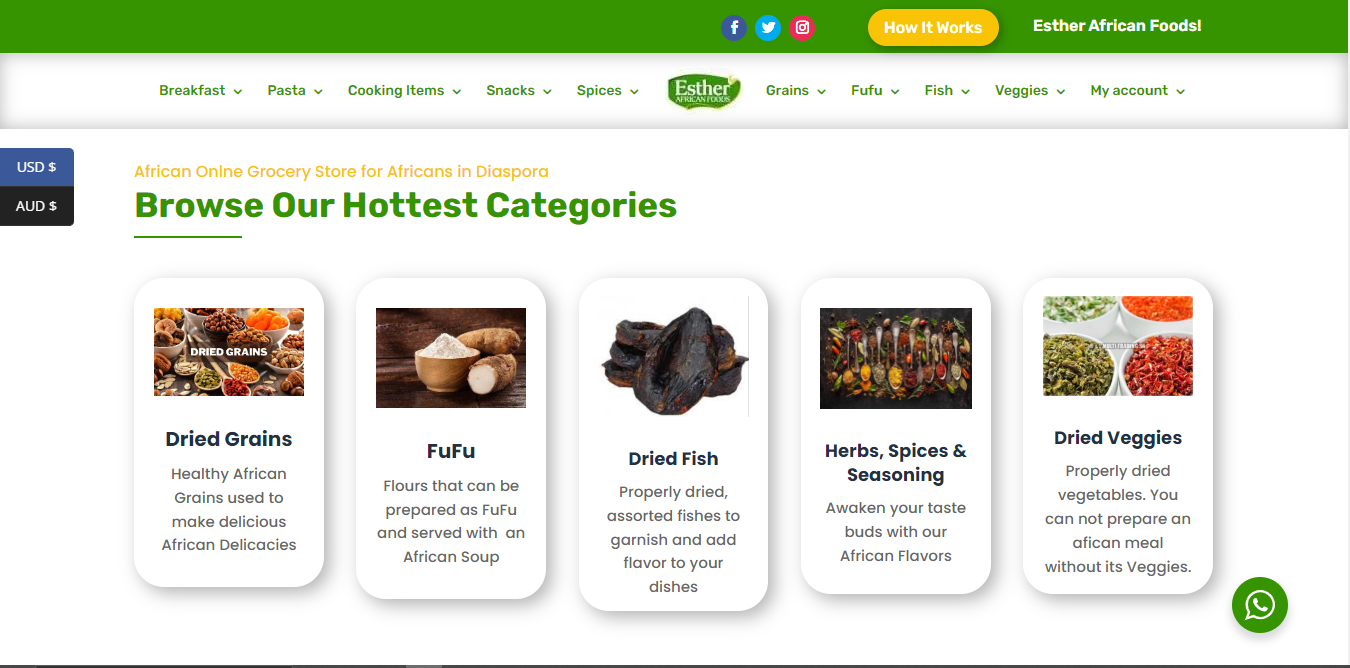 How It Works
Esther African Foods!
Breakfast
Pasta
Cooking Items
Snacks
Spices
Esther
AFRICAN FOODS
Grains
Fufu
Fish
Veggies
My account
USD $
AUD $
African Onlne Grocery Store for Africans in Diaspora
Browse Our Hottest Categories
DRIED GRAINS
Dried Grains
Healthy African
Grains used to
make delicious
African Delicacies
FuFu
Flours that can be
prepared as FuFu
and served with an
African Soup
Dried Fish
Properly dried,
assorted fishes to
garnish and add
flavor to your
dishes
Herbs, Spices &
Seasoning
Awaken your taste
buds with our
African Flavors
Dried Veggies
Properly dried
vegetables. You
can not prepare an
afican meal
without its Veggies.